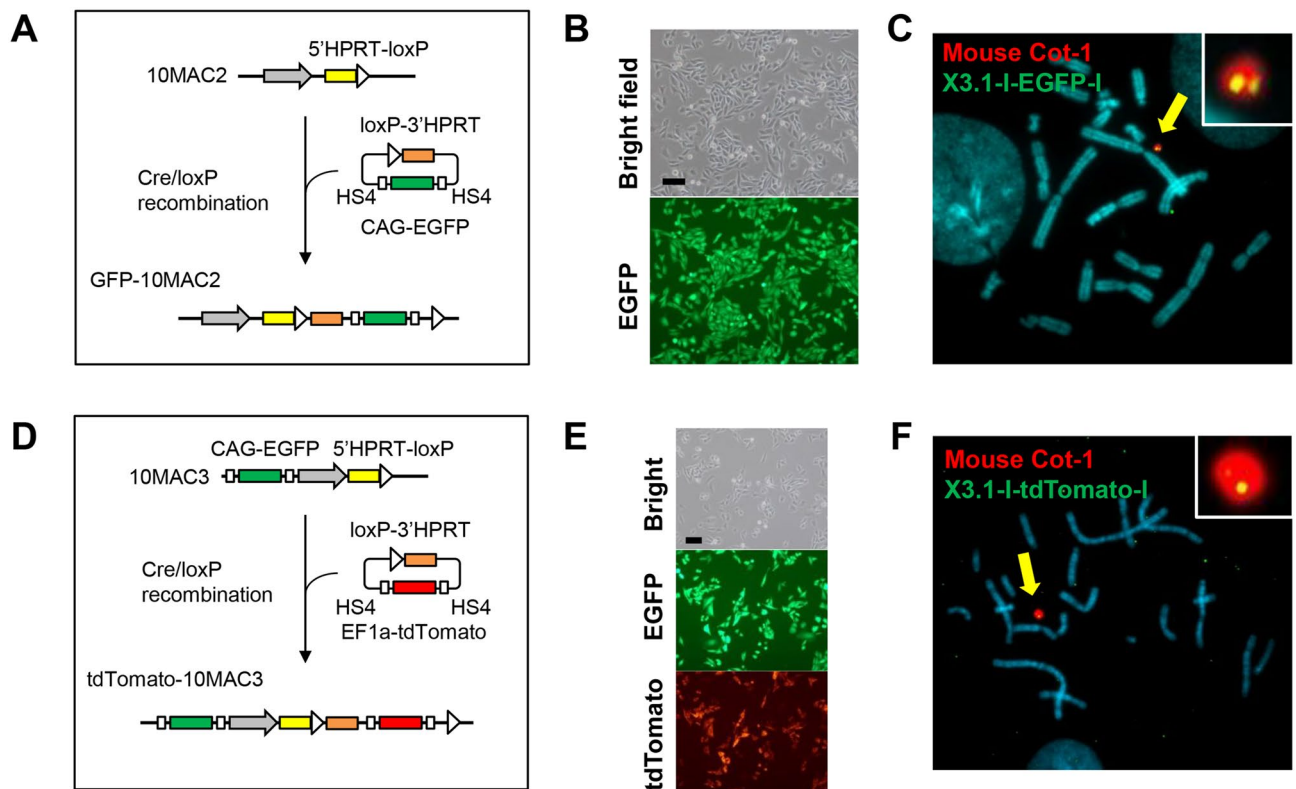 A
5'HPRT-loxP
10MAC2
loxP-3'HPRT
Cre/loxP
recombination
HS4
HS4
CAG-EGFP
GFP-10MAC2
B
Bright field
EGFP
C
Mouse Cot-1
X3.1-I-EGFP-I
D
CAG-EGFP
5'HPRT-loxP
10MAC3
loxP-3'HPRT
Cre/loxP
recombination
HS4
HS4
EF1a-tdTomato
tdTomato-10MAC3
E
Bright
EGFP
tdTomato
F
Mouse Cot-1
X3.1-I-tdTomato-I